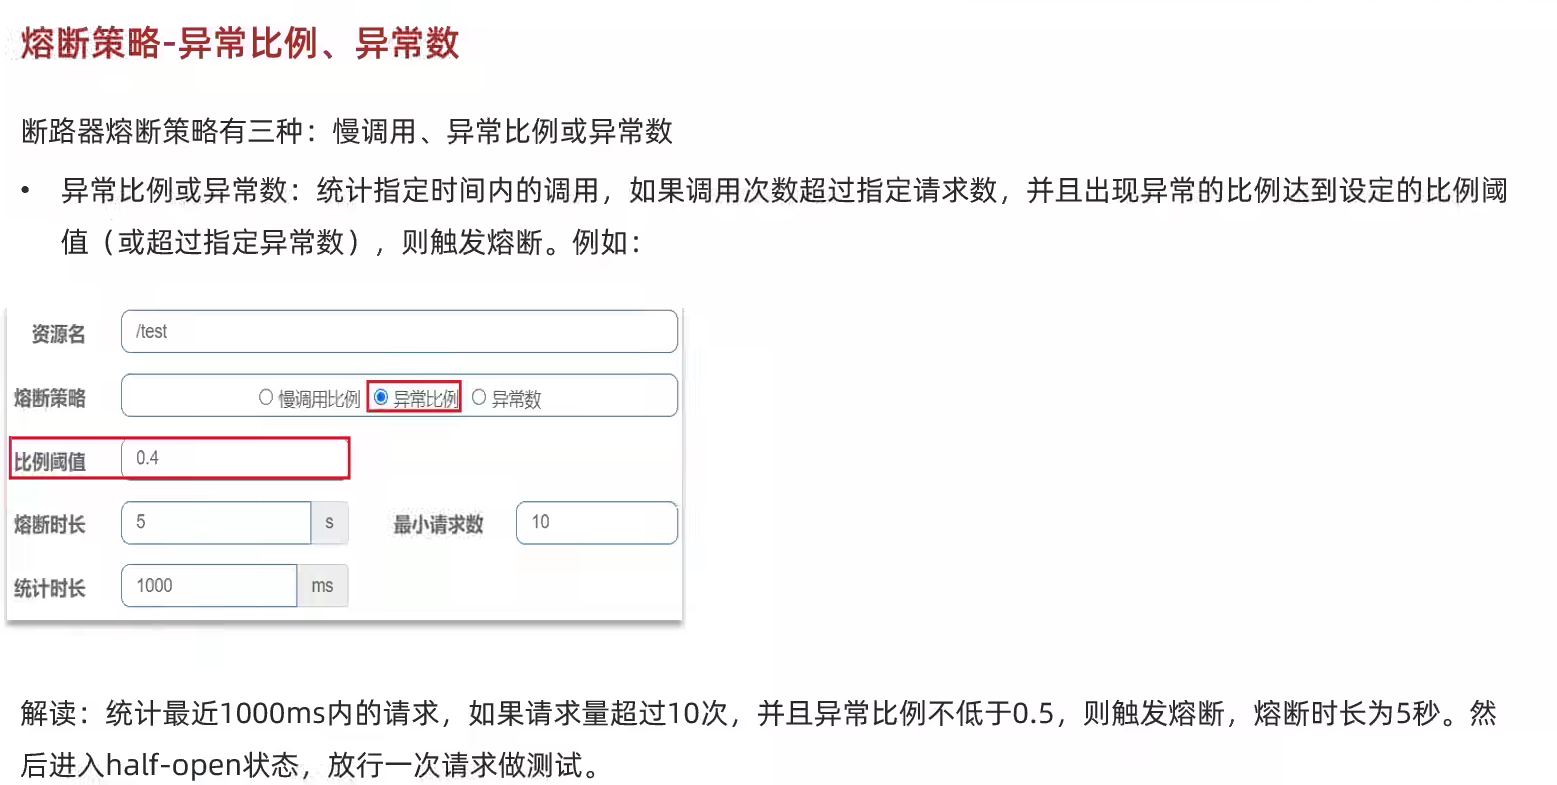 熔断策略-异常比例、异常数
断路器熔断策略有三种：慢调用、异常比例或异常数
• 异常比例或异常数：统计指定时间内的调用，如果调用次数超过指定请求数，并且出现异常的比例达到设定的比例阈
值（或超过指定异常数），则触发熔断。例如：
资源名 /test
熔断策略 慢调用比例 异常比例 异常数
比例阈值 0.4
熔断时长 5 s 最小请求数 10
统计时长 1000 ms
解读：统计最近1000ms内的请求，如果请求量超过10次，并且异常比例不低于0.5，则触发熔断，熔断时长为5秒。然
后进入half-open状态，放行一次请求做测试。